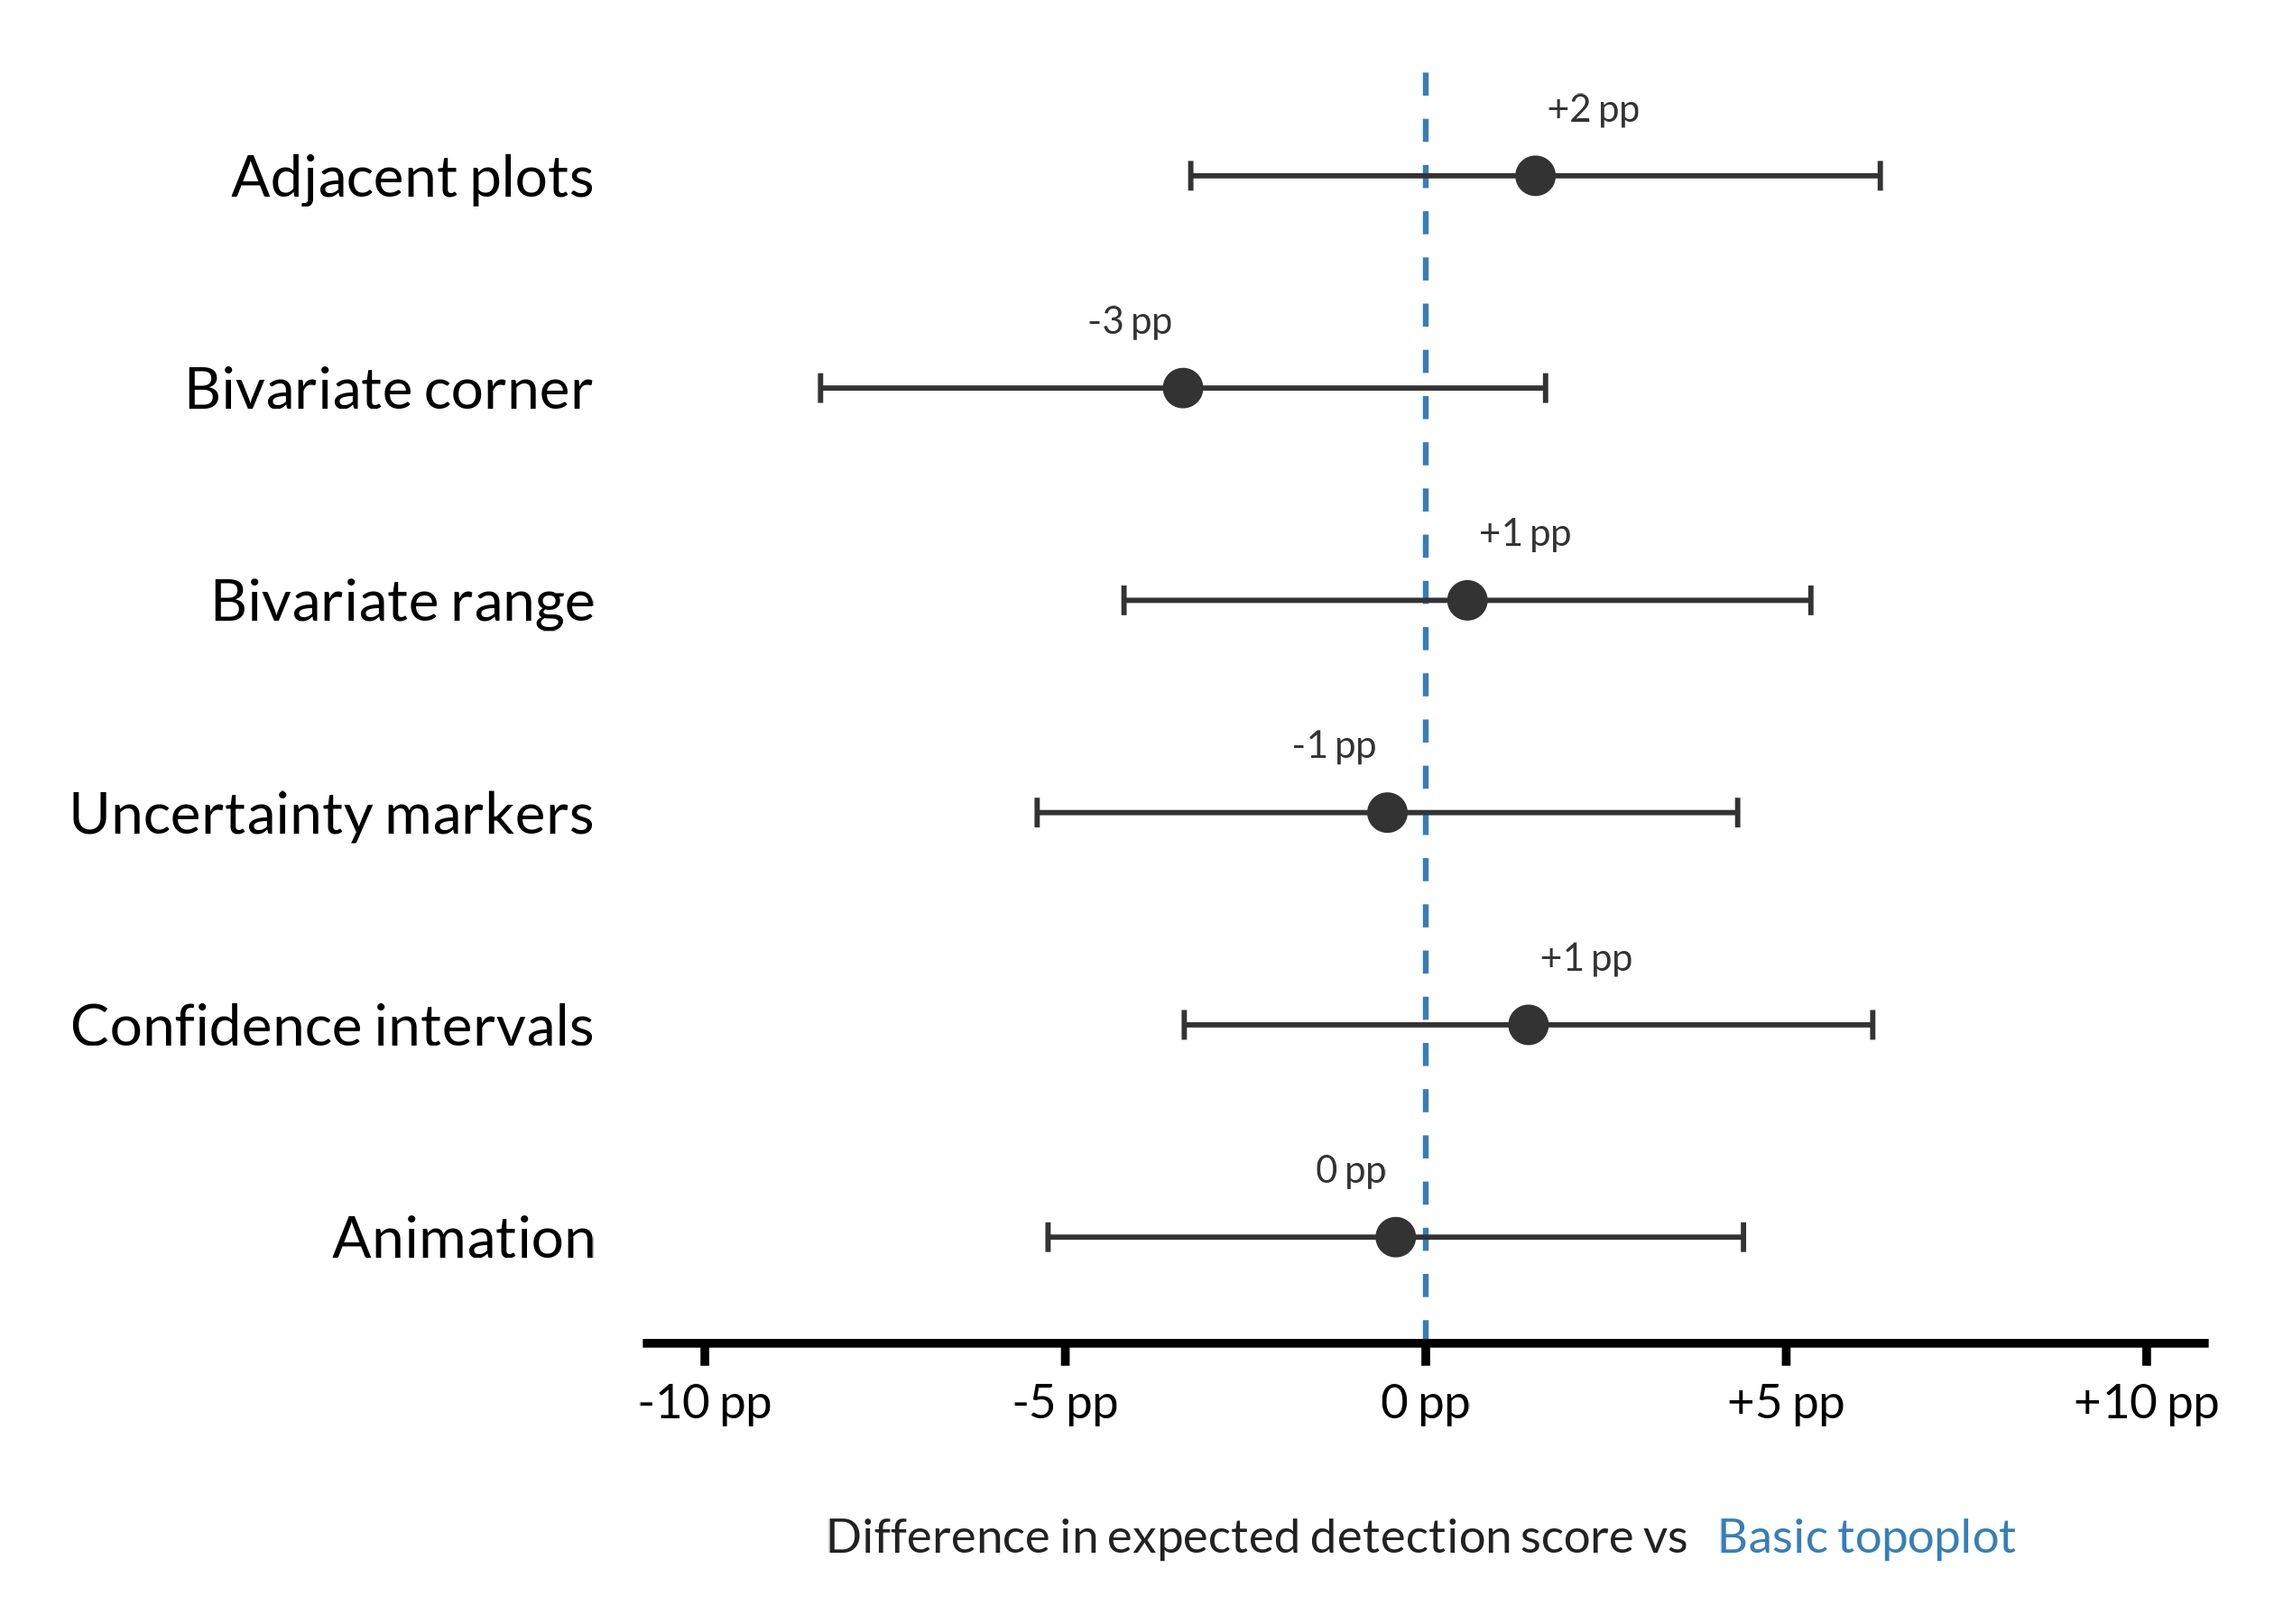 +2 pp
Adjacent plots
-3 pp
Bivariate corner
+1 pp
Bivariate range
-1 pp
Uncertainty markers
+1 pp
Confidence intervals
0 pp
Animation
-10 pp -5 pp 0 pp +5 pp +10 pp
Difference in expected detection score vs Basic topoplot